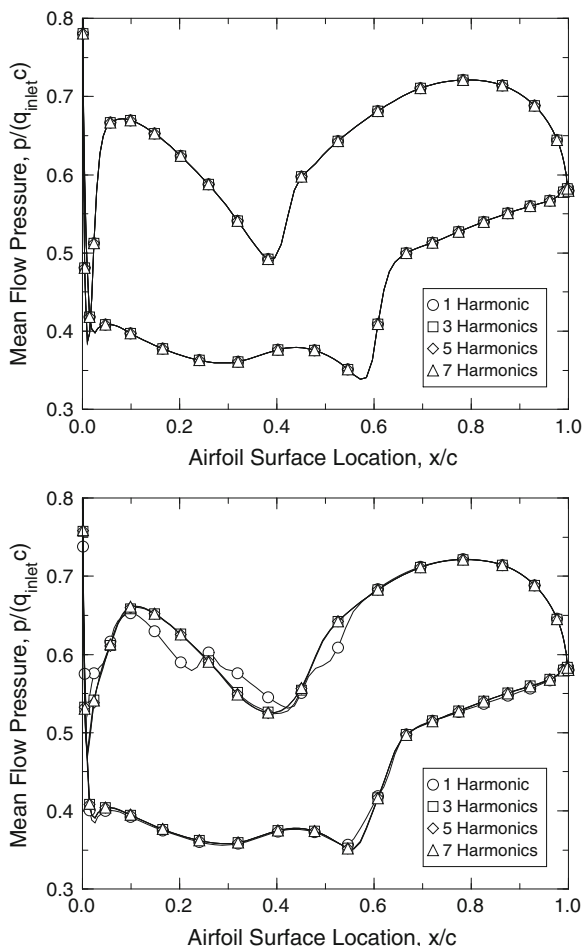 0.8
0.7
0.6
0.5
0.4
0.3
Mean Flow Pressure, p/(q_inlet c)
1 Harmonic
3 Harmonics
5 Harmonics
7 Harmonics
0.0 0.2 0.4 0.6 0.8 1.0
Airfoil Surface Location, x/c
0.8
0.7
0.6
0.5
0.4
0.3
Mean Flow Pressure, p/(q_inlet c)
1 Harmonic
3 Harmonics
5 Harmonics
7 Harmonics
0.0 0.2 0.4 0.6 0.8 1.0
Airfoil Surface Location, x/c